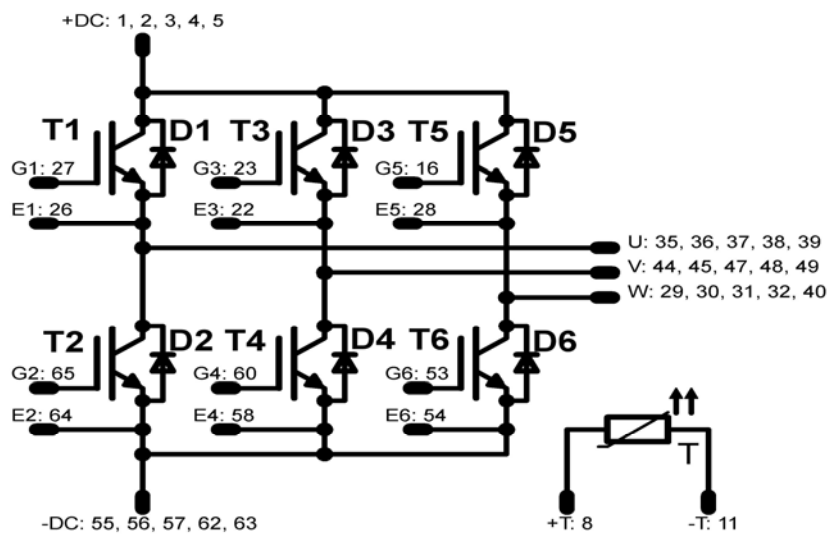 +DC: 1, 2, 3, 4, 5
T1 D1 T3 D3 T5 D5
G1: 27 G3: 23 G5: 16
E1: 26 E3: 22 E5: 28
U: 35, 36, 37, 38, 39
V: 44, 45, 47, 48, 49
W: 29, 30, 31, 32, 40
T2 D2 T4 D4 T6 D6
G2: 65 G4: 60 G6: 53
E2: 64 E4: 58 E6: 54
T
-DC: 55, 56, 57, 62, 63
+T: 8 -T: 11